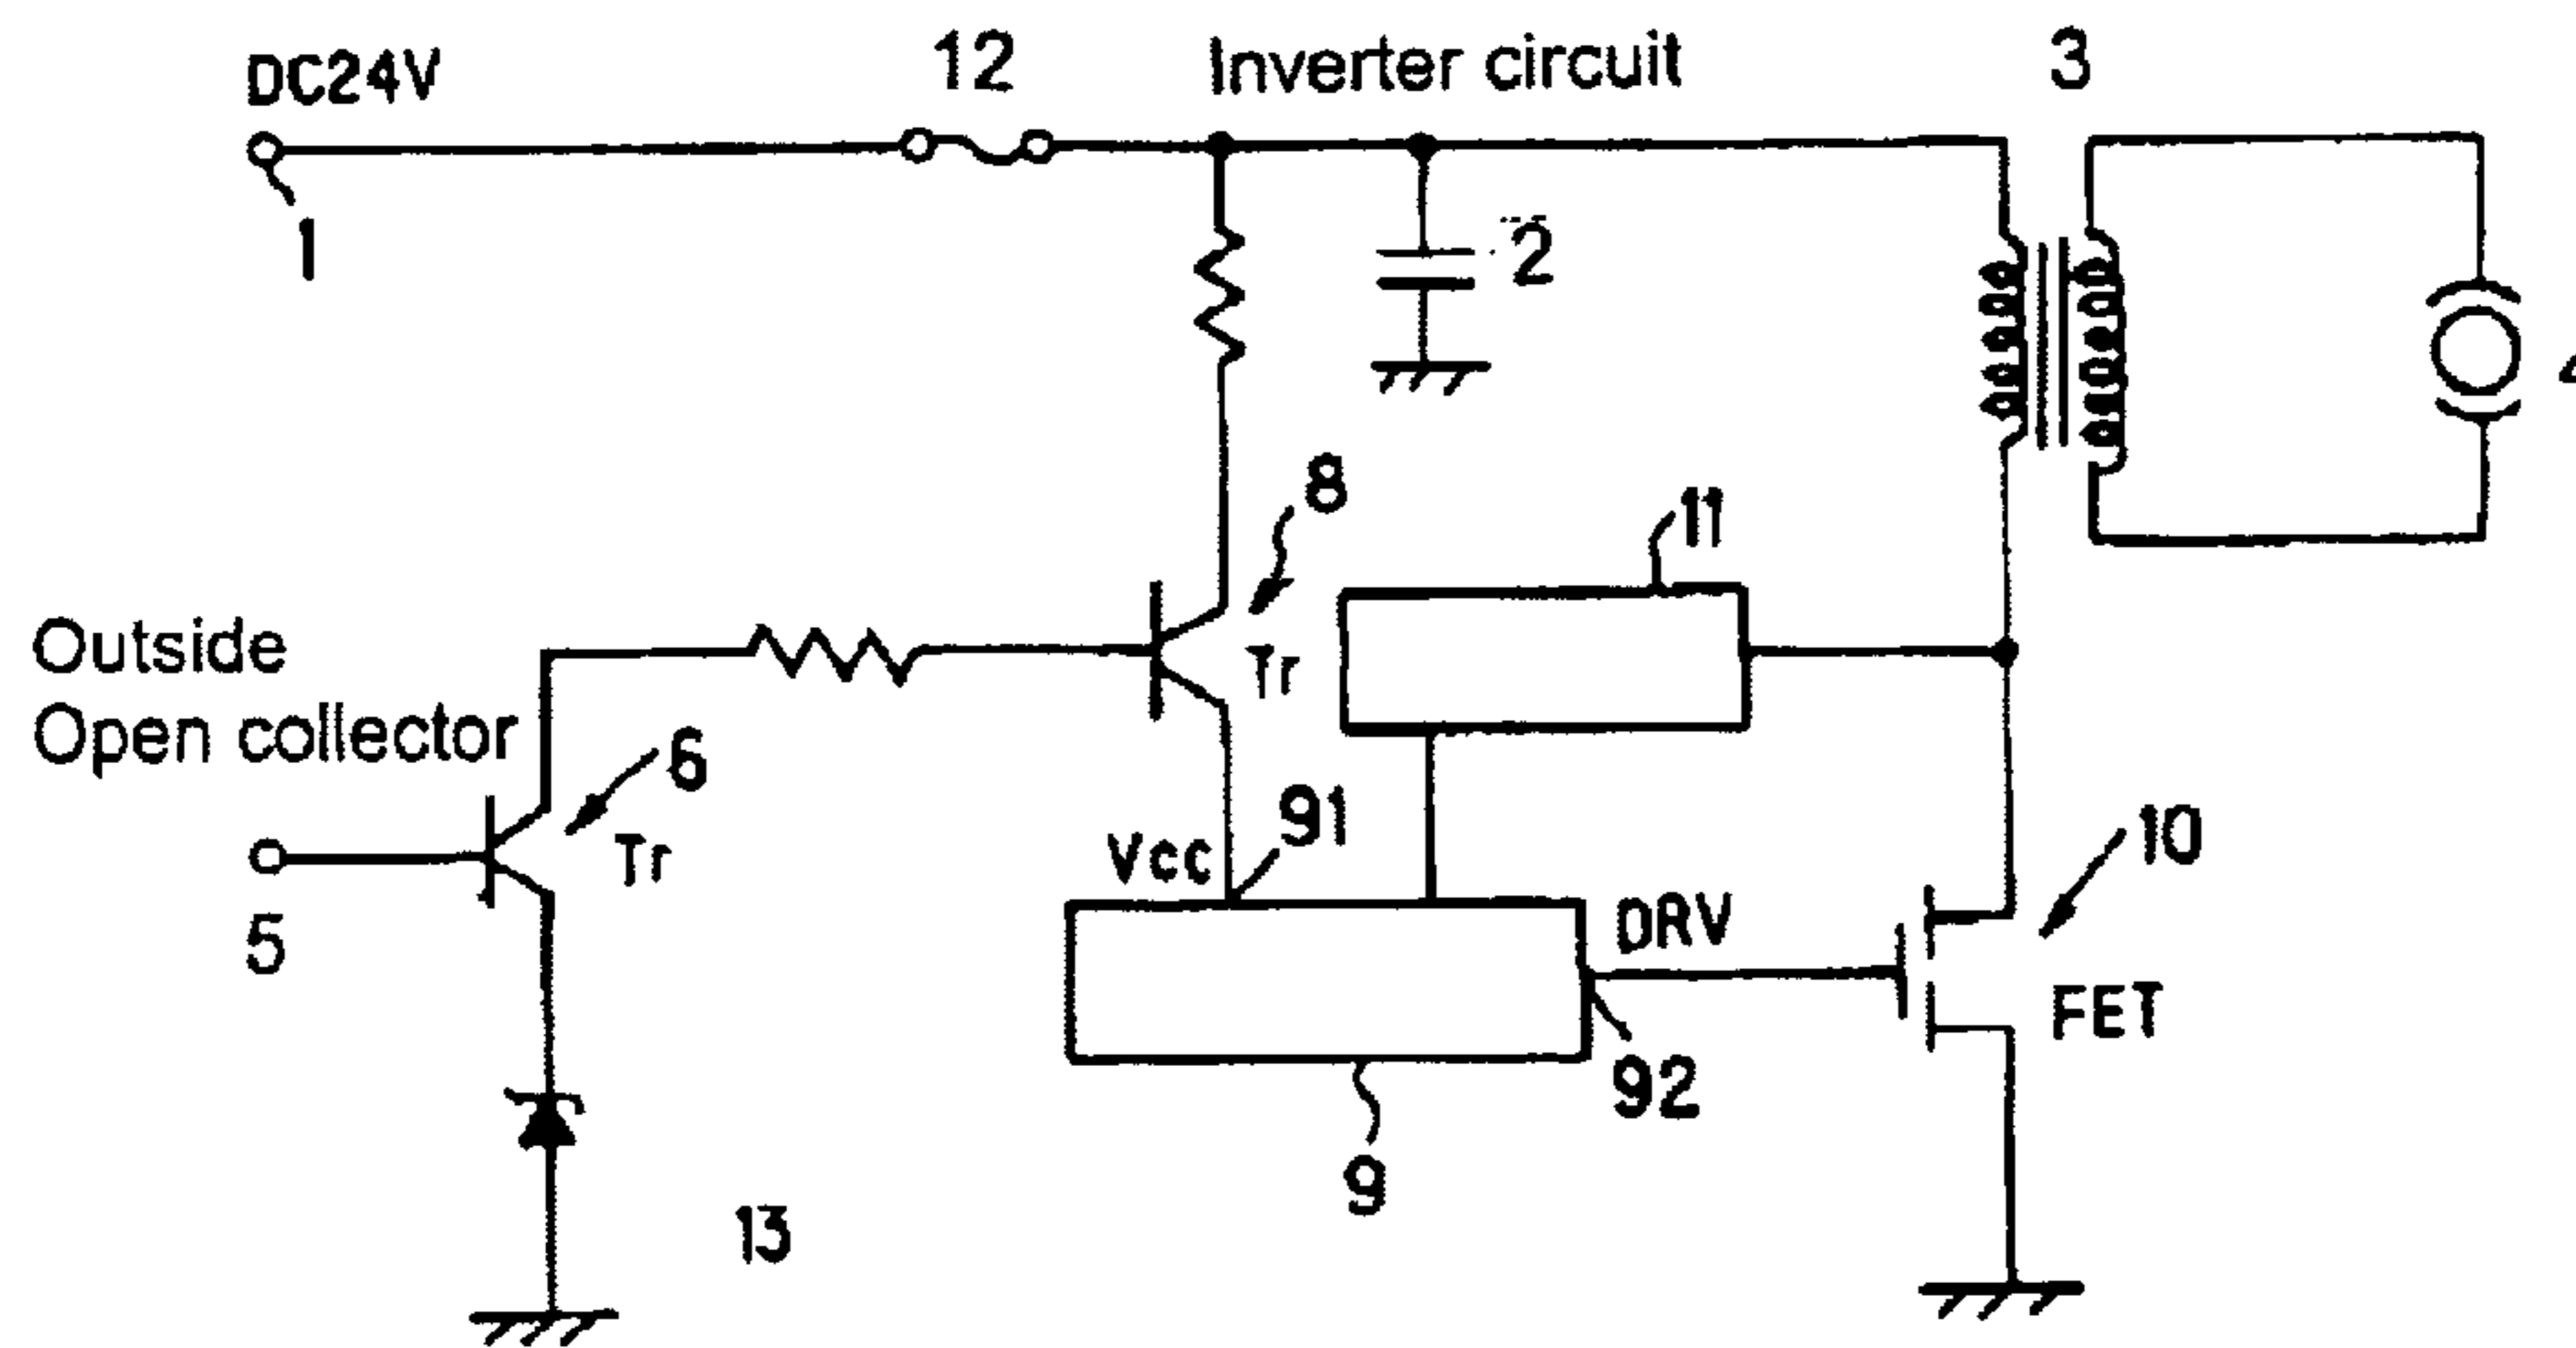 DC24V
12
Inverter circuit
3
1
2
4
8
11
Outside
Open collector
Tr
6
Tr
5
Vcc
91
DRV
10
FET
92
9
13